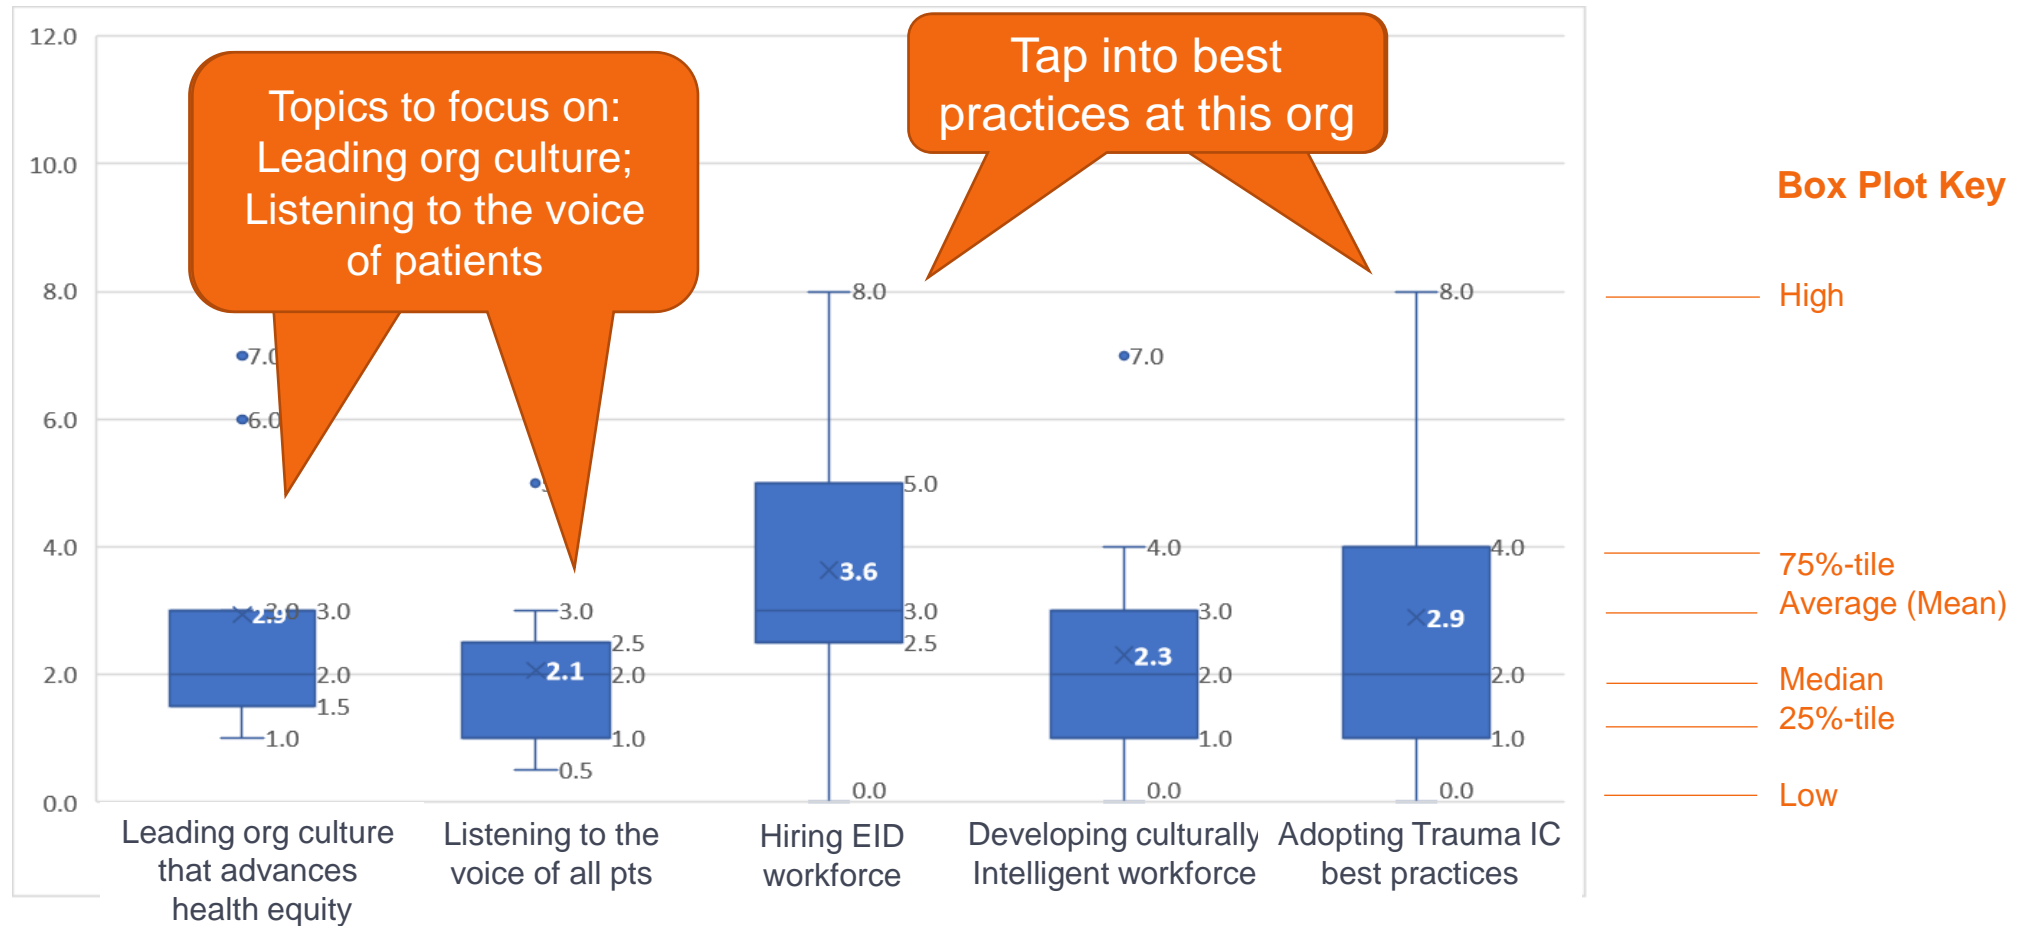 12.0
10.0
8.0
6.0
4.0
2.0
0.0
Topics to focus on:
Leading org culture;
Listening to the voice
of patients
Tap into best
practices at this org
7.0
6.0
2.9
3.0
2.0
1.5
1.0
3.0
2.5
2.1
2.0
1.0
0.5
8.0
5.0
3.6
3.0
2.5
0.0
7.0
4.0
3.0
2.3
2.0
1.0
0.0
8.0
4.0
2.9
2.0
1.0
0.0
Leading org culture
that advances
health equity
Listening to the
voice of all pts
Hiring EID
workforce
Developing culturally
Intelligent workforce
Adopting Trauma IC
best practices
Box Plot Key
High
75%-tile
Average (Mean)
Median
25%-tile
Low